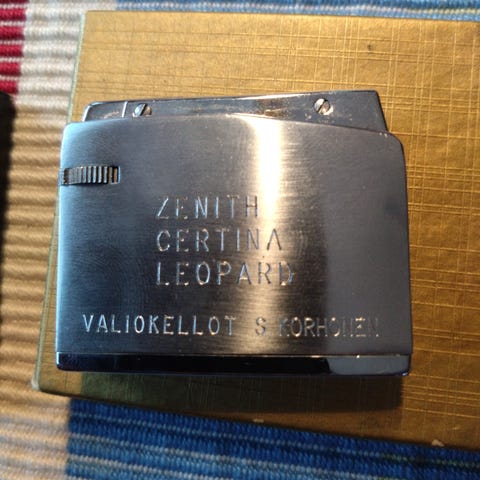 ZENITH
CERTINA
LEOPARD
VALIOKELLOT S KORHONEN